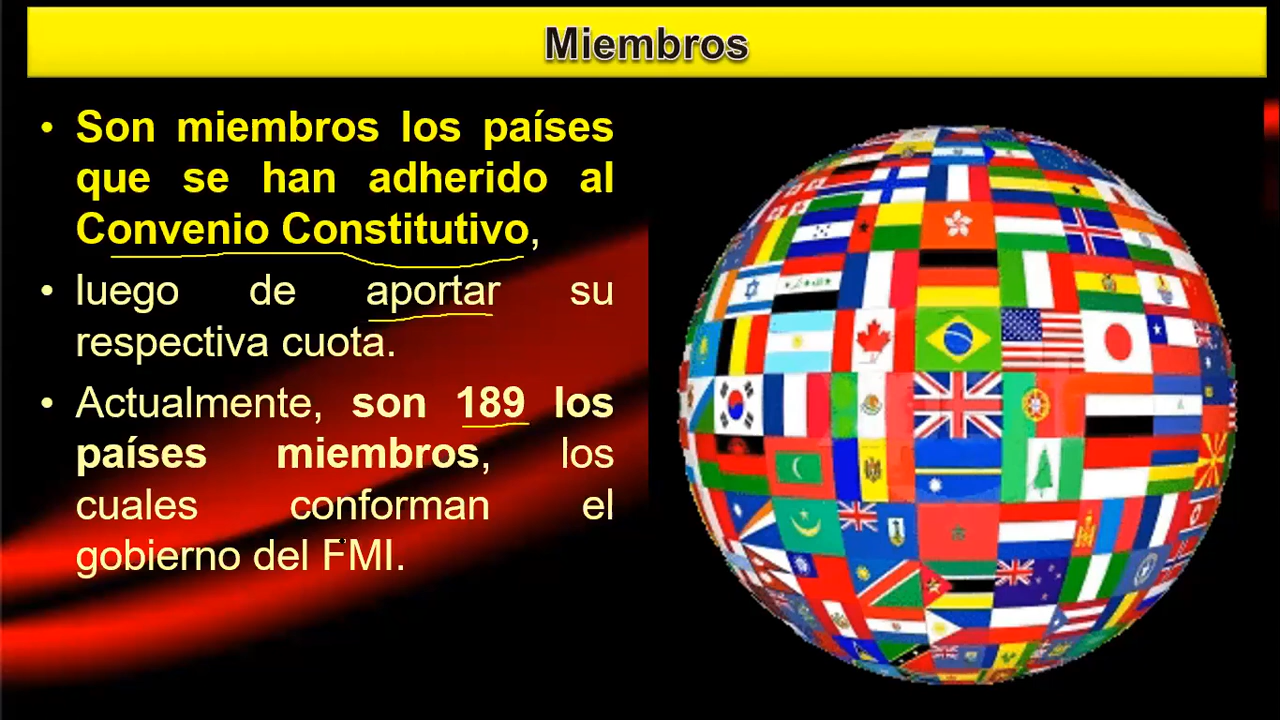 Miembros
• Son miembros los países
que se han adherido al
Convenio Constitutivo,
• luego de aportar su
respectiva cuota.
• Actualmente, son 189 los
países miembros, los
cuales conforman el
gobierno del FMI.